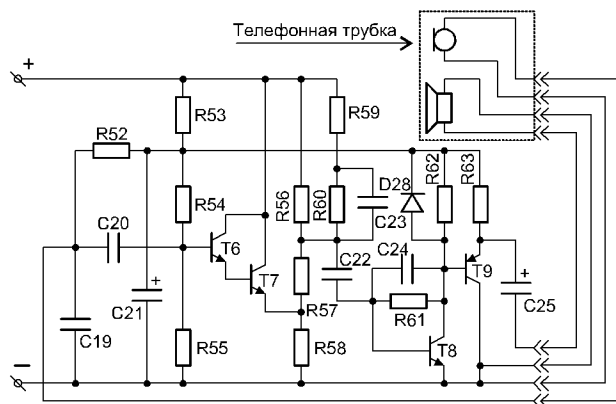 Телефонная трубка
+
R53
R59
R52
R62
R63
R54
R56
R60
D28
C23
C20
T6
T7
C22
C24
T9
+
C21
+
C25
R57
R61
C19
R55
R58
T8
−